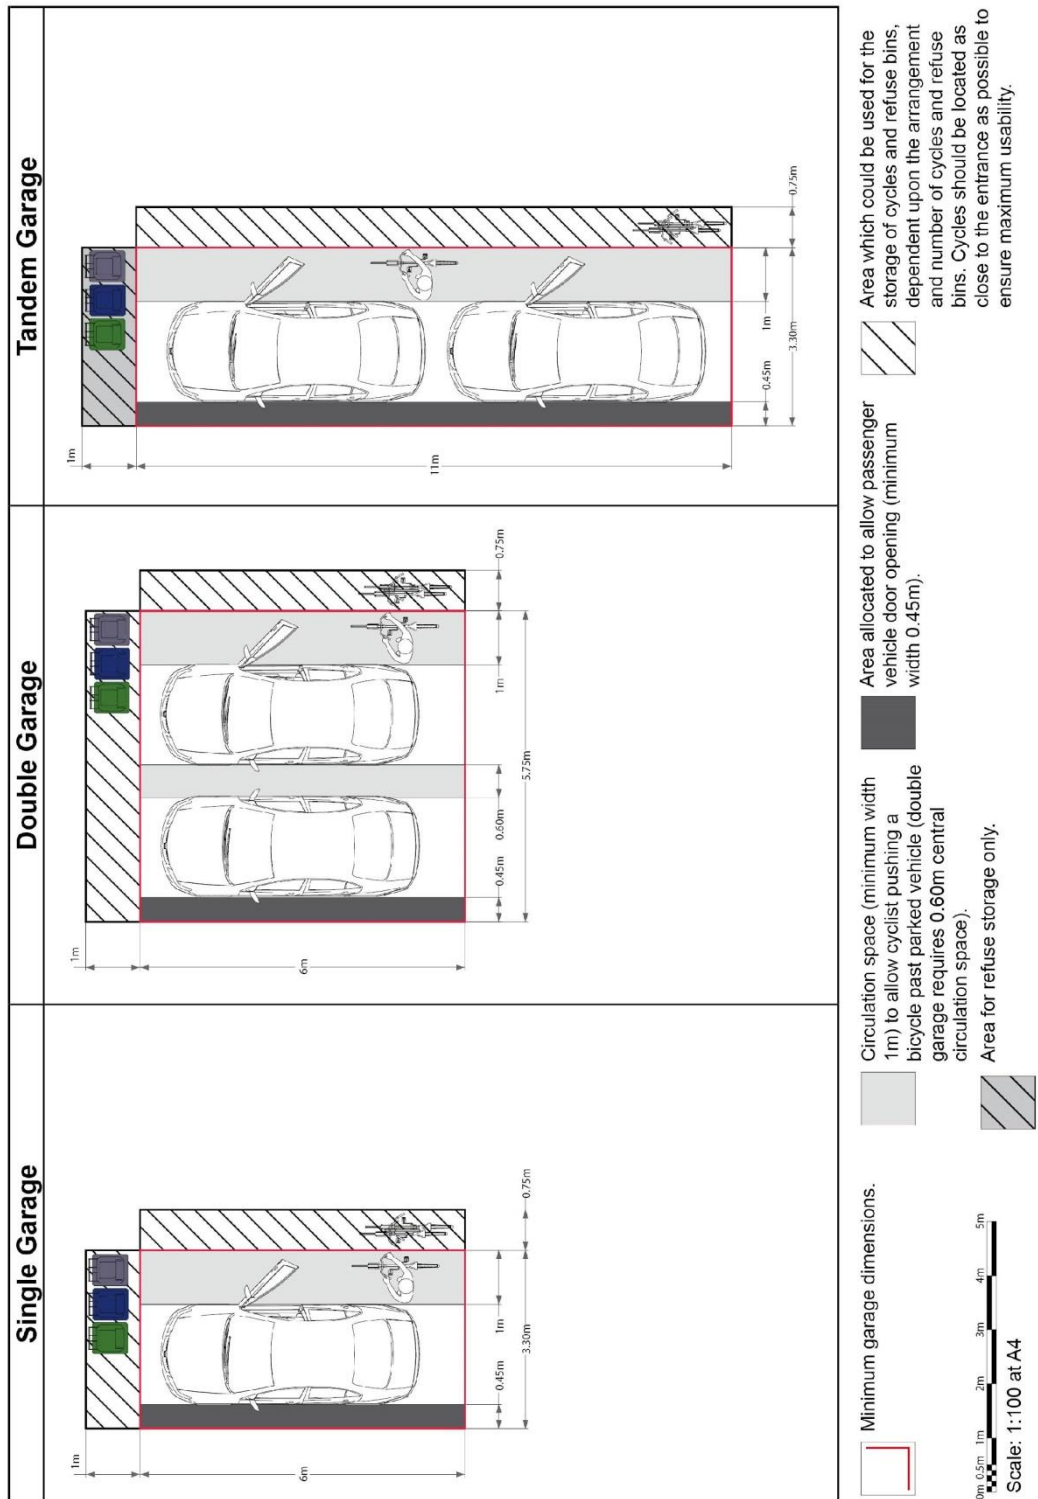 Single Garage
1m
6m
0.45m
1m
3.30m
0.75m
Double Garage
1m
6m
0.45m
0.60m
1m
5.75m
0.75m
Tandem Garage
1m
11m
0.45m
1m
3.30m
0.75m
Minimum garage dimensions.
0m 0.5m 1m 2m 3m 4m 5m
Scale: 1:100 at A4
Circulation space (minimum width
1m) to allow cyclist pushing a
bicycle past parked vehicle (double
garage requires 0.60m central
circulation space).
Area for refuse storage only.
Area allocated to allow passenger
vehicle door opening (minimum
width 0.45m).
Area which could be used for the
storage of cycles and refuse bins,
dependent upon the arrangement
and number of cycles and refuse
bins. Cycles should be located as
close to the entrance as possible to
ensure maximum usability.